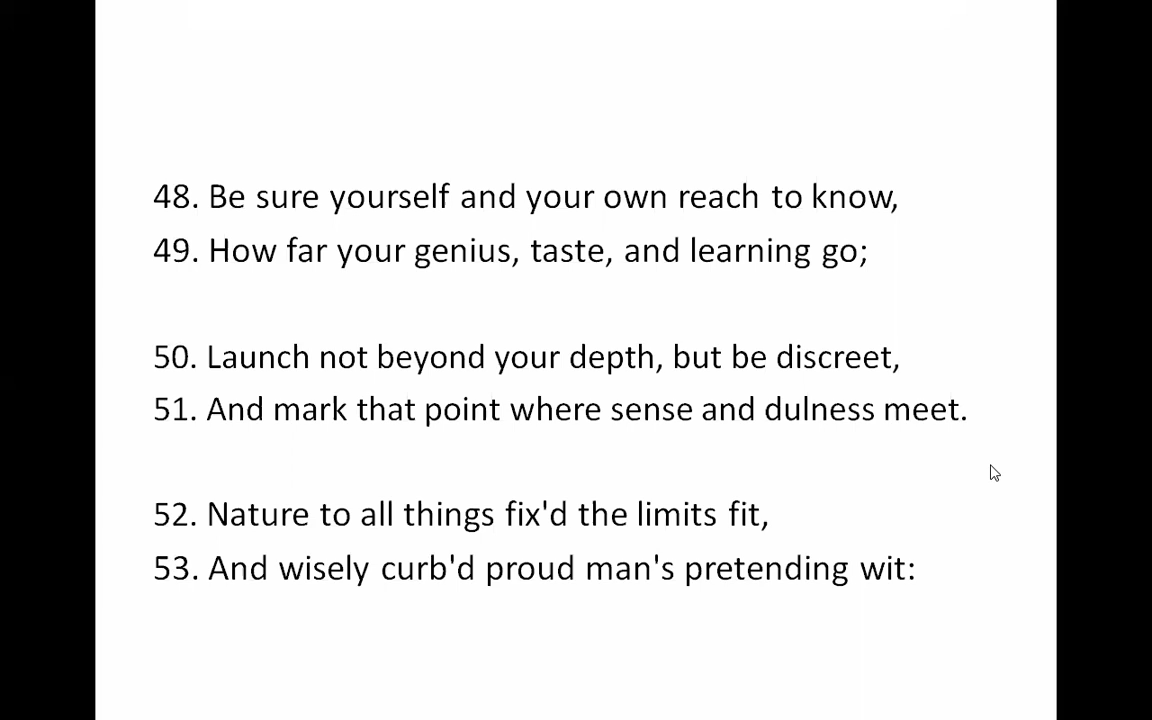 48. Be sure yourself and your own reach to know,
49. How far your genius, taste, and learning go;
50. Launch not beyond your depth, but be discreet,
51. And mark that point where sense and dulness meet.
52. Nature to all things fix'd the limits fit,
53. And wisely curb'd proud man's pretending wit: